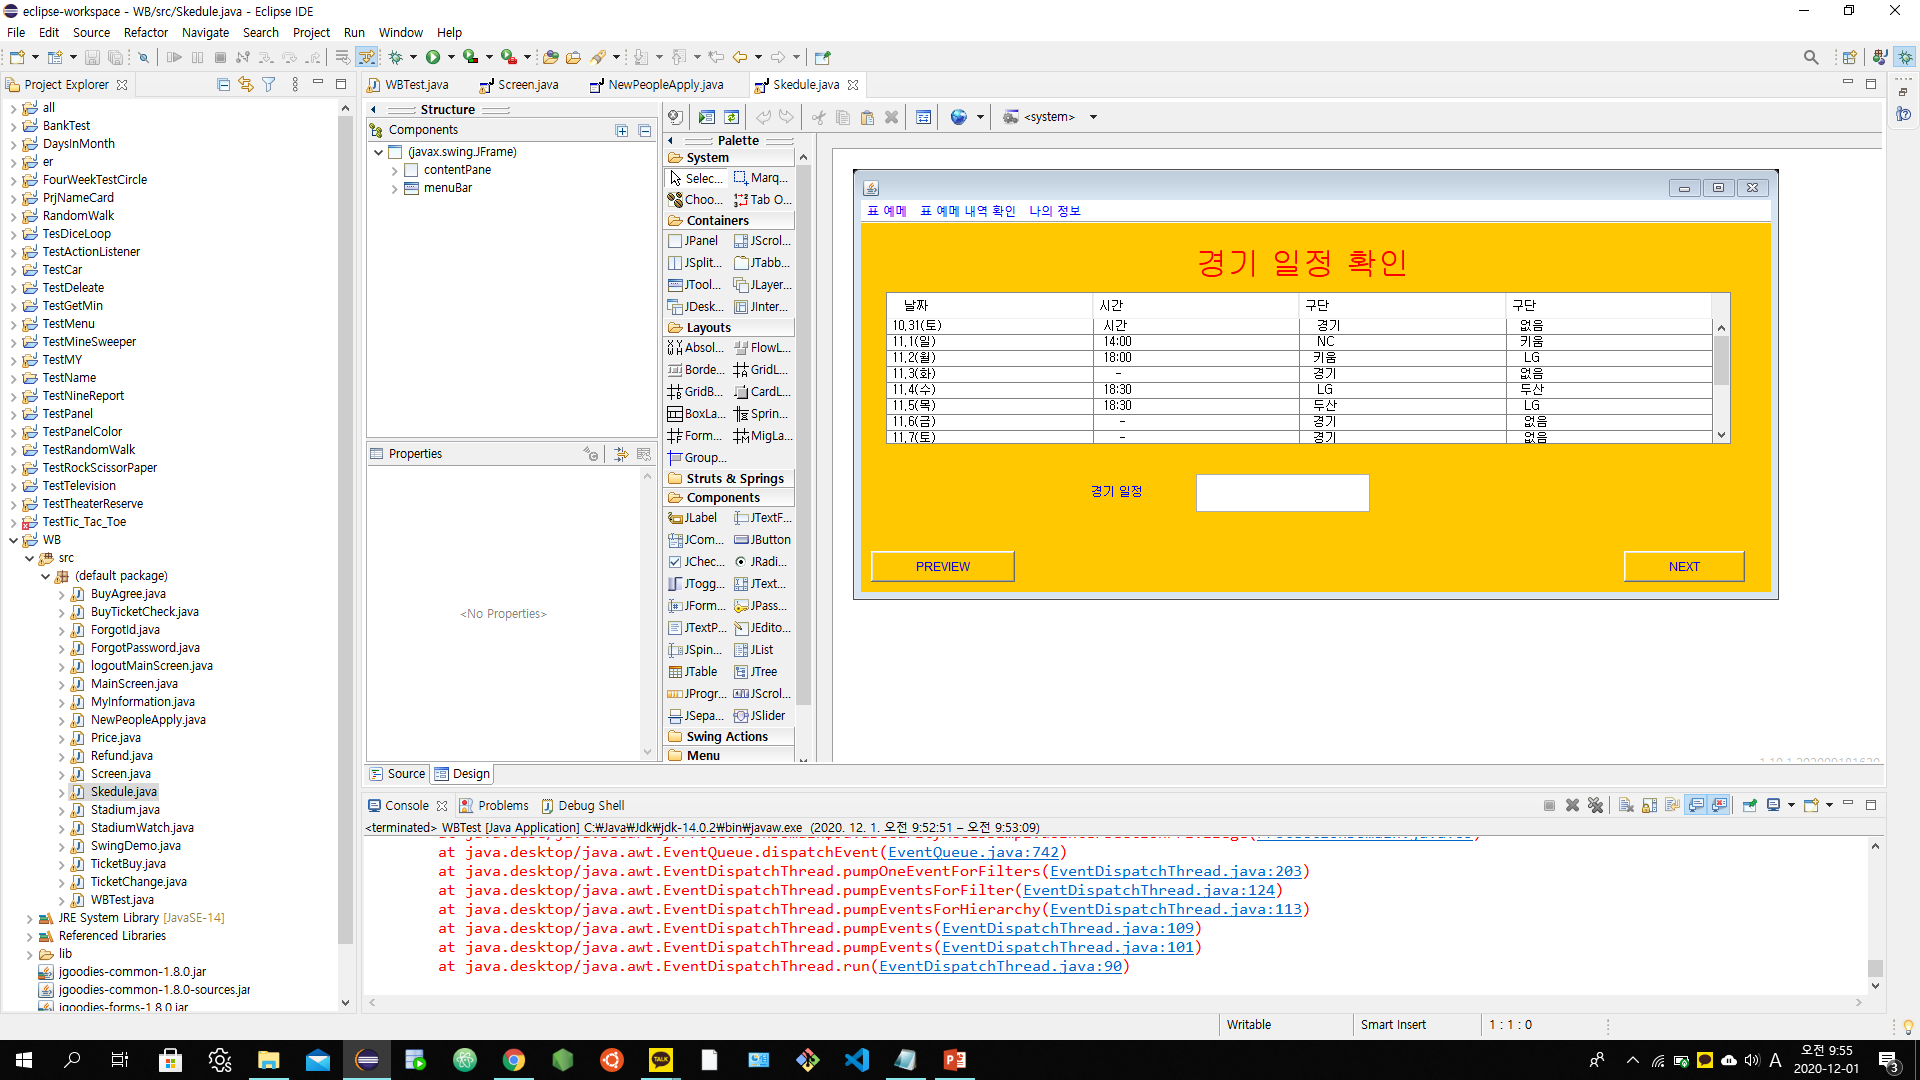 eclipse-workspace - WB/src/Skedule.java - Eclipse IDE
File Edit Source Refactor Navigate Search Project Run Window Help
Project Explorer
all
BankTest
DaysInMonth
er
FourWeekTestCircle
PrjNameCard
RandomWalk
TesDiceLoop
TestActionListener
TestCar
TestDeleate
TestGetMin
TestMenu
TestMineSweeper
TestMY
TestName
TestNineReport
TestPanel
TestPanelColor
TestRandomWalk
TestRockScissorPaper
TestTelevision
TestTheaterReserve
TestTic_Tac_Toe
WB
src
(default package)
BuyAgree.java
BuyTicketCheck.java
ForgotId.java
ForgotPassword.java
logoutMainScreen.java
MainScreen.java
MyInformation.java
NewPeopleApply.java
Price.java
Refund.java
Screen.java
Skedule.java
Stadium.java
StadiumWatch.java
SwingDemo.java
TicketBuy.java
TicketChange.java
WBTest.java
JRE System Library [JavaSE-14]
Referenced Libraries
lib
jgoodies-common-1.8.0.jar
jgoodies-common-1.8.0-sources.jar
jgoodies-forms-1.8.0.jar
WBTest.java Screen.java NewPeopleApply.java Skedule.java
Structure
Components
(javax.swing.JFrame)
contentPane
menuBar
Properties
<No Properties>
<system>
Palette
System
Selec... Marq...
Choo... Tab O...
Containers
JPanel JScrol...
JSplit... JTabb...
JTool... JLayer...
JDesk... JInter...
Layouts
Absol... FlowL...
Borde... GridL...
GridB... CardL...
BoxLa... Sprin...
Form... MigLa...
Group...
Struts & Springs
Components
JLabel JTextF...
JCom... JButton
JChec... JRadi...
JTogg... JText...
JForm... JPass...
JTextP... JEdito...
JSpin... JList
JTable JTree
JProgr... JScrol...
JSepa... JSlider
Swing Actions
Menu
표 예메 표 예메 내역 확인 나의 정보
경기 일정 확인
날짜 시간 구단 구단
10.31(토) 시간 경기 없음
11.1(일) 14:00 NC 키움
11.2(월) 18:00 키움 LG
11.3(화) - 경기 없음
11.4(수) 18:30 LG 두산
11.5(목) 18:30 두산 LG
11.6(금) - 경기 없음
11.7(토) - 경기 없음
경기 일정
PREVIEW NEXT
Source Design
Console Problems Debug Shell
<terminated> WBTest [Java Application] C:₩Java₩Jdk₩jdk-14.0.2₩bin₩javaw.exe (2020. 12. 1. 오전 9:52:51 – 오전 9:53:09)
at java.desktop/java.awt.EventQueue.dispatchEvent(EventQueue.java:742)
at java.desktop/java.awt.EventDispatchThread.pumpOneEventForFilters(EventDispatchThread.java:203)
at java.desktop/java.awt.EventDispatchThread.pumpEventsForFilter(EventDispatchThread.java:124)
at java.desktop/java.awt.EventDispatchThread.pumpEventsForHierarchy(EventDispatchThread.java:113)
at java.desktop/java.awt.EventDispatchThread.pumpEvents(EventDispatchThread.java:109)
at java.desktop/java.awt.EventDispatchThread.pumpEvents(EventDispatchThread.java:101)
at java.desktop/java.awt.EventDispatchThread.run(EventDispatchThread.java:90)
Writable Smart Insert 1 : 1 : 0
TALK
A
오전 9:55
2020-12-01
3